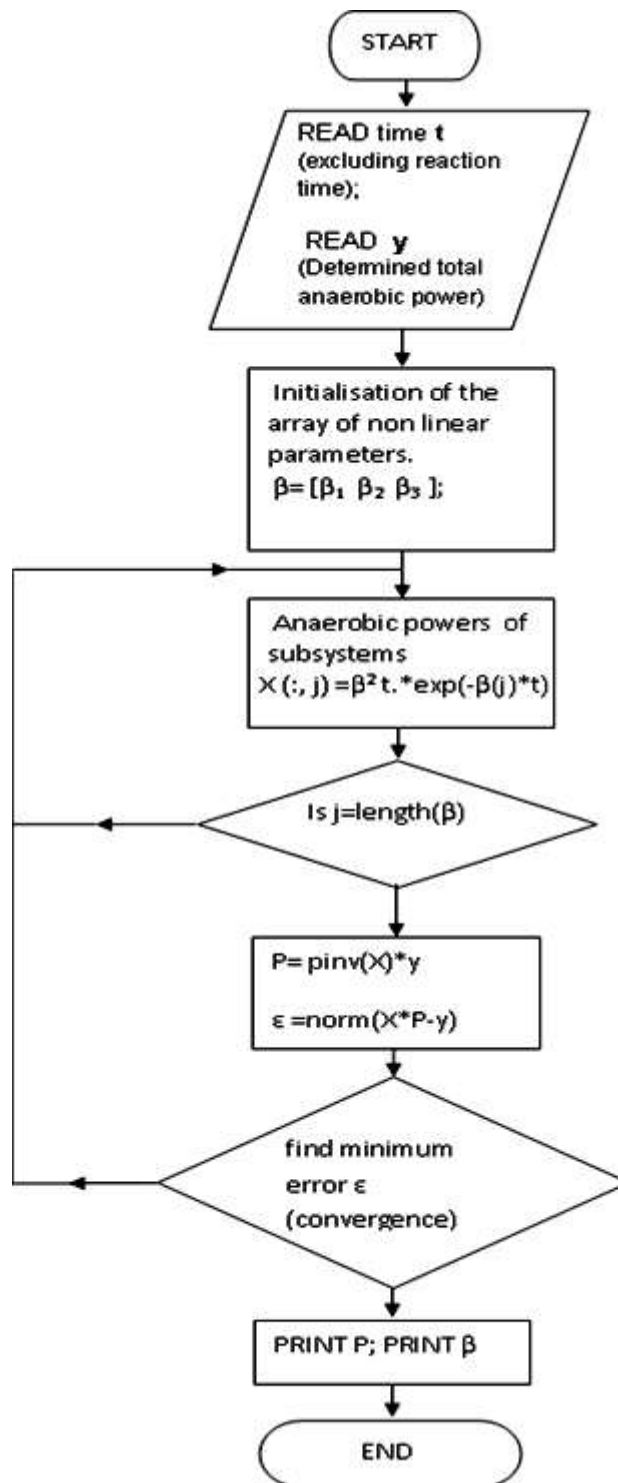 START
READ time t
(excluding reaction
time);
READ y
(Determined total
anaerobic power)
Initialisation of the
array of non linear
parameters.
β=[β₁ β₂ β₃ ];
Anaerobic powers of
subsystems
X(:, j)=β²t.*exp(-β(j)*t)
Is j=length(β)
P= pinv(X)*y
ε =norm(X*P-y)
find minimum
error ε
(convergence)
PRINT P; PRINT β
END